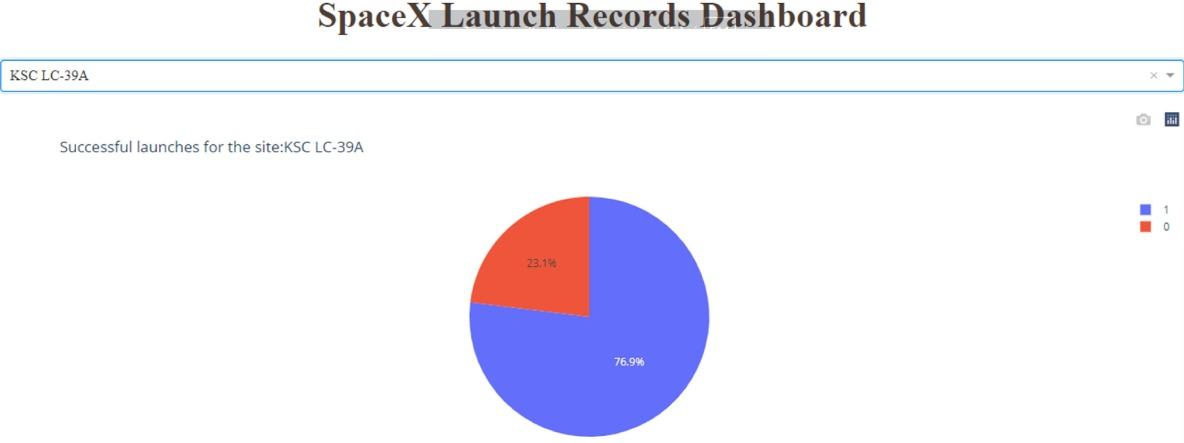 SpaceX Launch Records Dashboard
KSC LC-39A
Successful launches for the site:KSC LC-39A
1
0
23.1%
76.9%